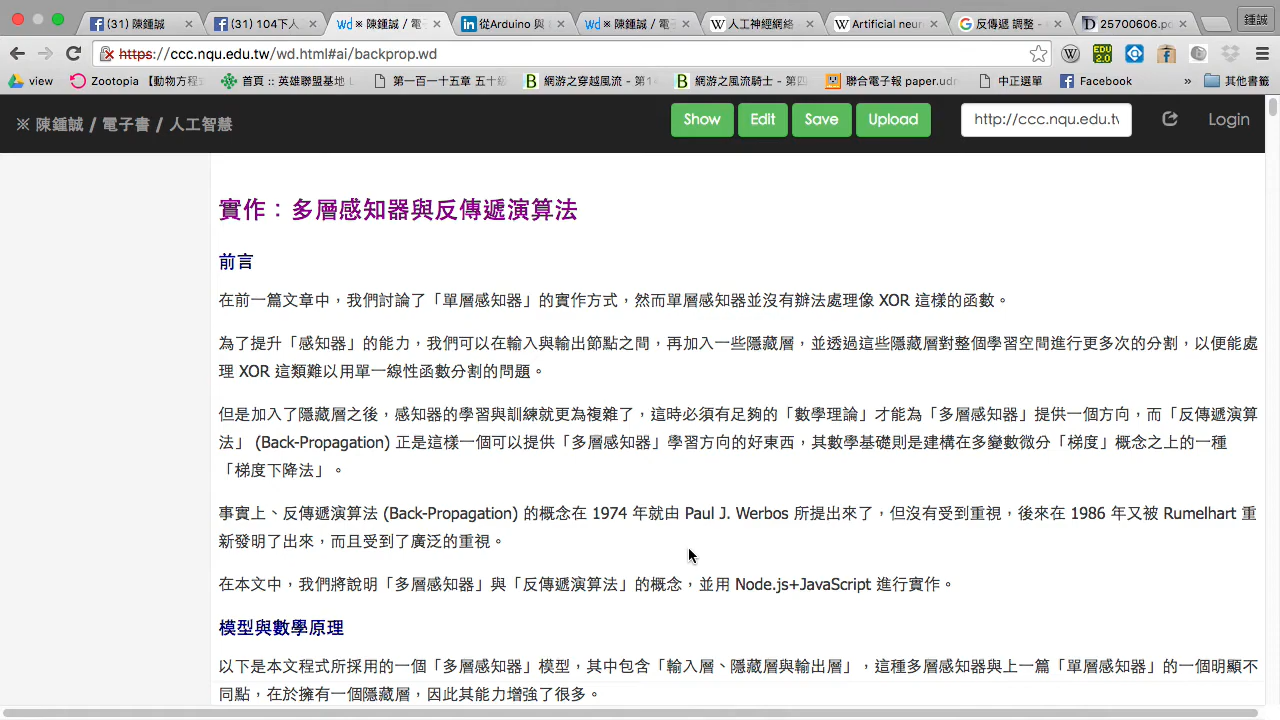 (31) 陳鍾誠
(31) 104下人
※ 陳鍾誠 / 電子
從Arduino 與
※ 陳鍾誠 / 電
人工神經網絡
Artificial neur
反傳遞 調整 - G
25700606.p
鍾誠
https://ccc.nqu.edu.tw/wd.html#ai/backprop.wd
view
Zootopia 【動物方程
首頁 :: 英雄聯盟基地
第一百一十五章 五十級
網游之穿越風流 - 第1
網游之風流騎士 - 第四
聯合電子報 paper.udn
中正選單
Facebook
»
其他書籤
※ 陳鍾誠 / 電子書 / 人工智慧
Show
Edit
Save
Upload
http://ccc.nqu.edu.tv
Login
實作：多層感知器與反傳遞演算法
前言
在前一篇文章中，我們討論了「單層感知器」的實作方式，然而單層感知器並沒有辦法處理像 XOR 這樣的函數。
為了提升「感知器」的能力，我們可以在輸入與輸出節點之間，再加入一些隱藏層，並透過這些隱藏層對整個學習空間進行更多次的分割，以便能處
理 XOR 這類難以用單一線性函數分割的問題。
但是加入了隱藏層之後，感知器的學習與訓練就更為複雜了，這時必須有足夠的「數學理論」才能為「多層感知器」提供一個方向，而「反傳遞演算
法」 (Back-Propagation) 正是這樣一個可以提供「多層感知器」學習方向的好東西，其數學基礎則是建構在多變數微分「梯度」概念之上的一種
「梯度下降法」。
事實上、反傳遞演算法 (Back-Propagation) 的概念在 1974 年就由 Paul J. Werbos 所提出來了，但沒有受到重視，後來在 1986 年又被 Rumelhart 重
新發明了出來，而且受到了廣泛的重視。
在本文中，我們將說明「多層感知器」與「反傳遞演算法」的概念，並用 Node.js+JavaScript 進行實作。
模型與數學原理
以下是本文程式所採用的一個「多層感知器」模型，其中包含「輸入層、隱藏層與輸出層」，這種多層感知器與上一篇「單層感知器」的一個明顯不
同點，在於擁有一個隱藏層，因此其能力增強了很多。